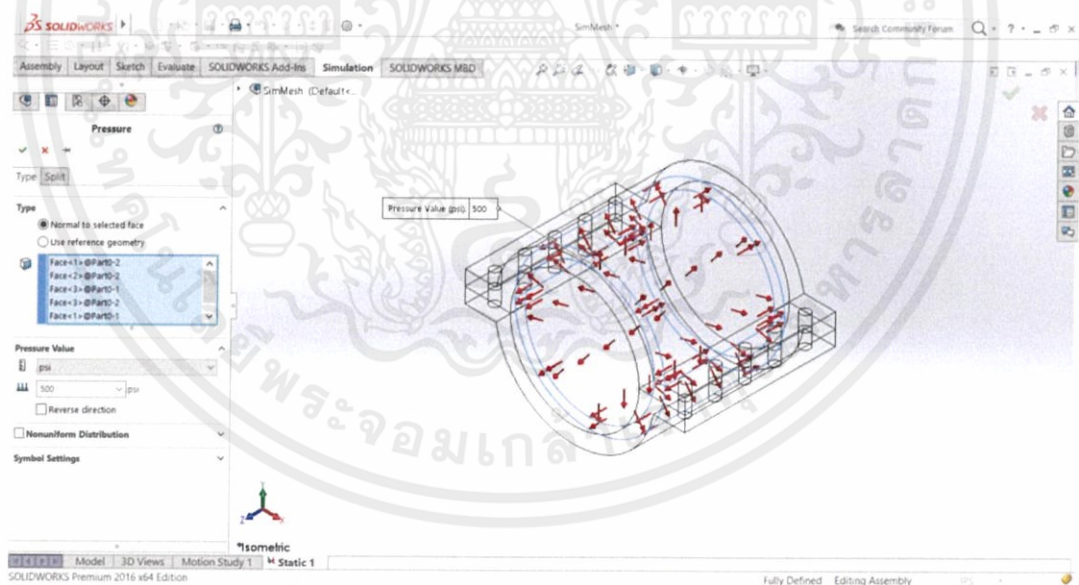 SOLIDWORKS
SimMesh *
Search Community Forum
Assembly Layout Sketch Evaluate SOLIDWORKS Add-Ins Simulation SOLIDWORKS MBD
SimMesh (Default<...
Pressure
Type Split
Type
Normal to selected face
Use reference geometry
Face<1>@Part0-2
Face<2>@Part0-2
Face<3>@Part0-1
Face<3>@Part0-2
Face<1>@Part0-1
Pressure Value
psi
500 psi
Reverse direction
Nonuniform Distribution
Symbol Settings
Pressure Value (psi): 500
Y
Z X
*Isometric
Model 3D Views Motion Study 1 Static 1
SOLIDWORKS Premium 2016 x64 Edition
Fully Defined Editing Assembly